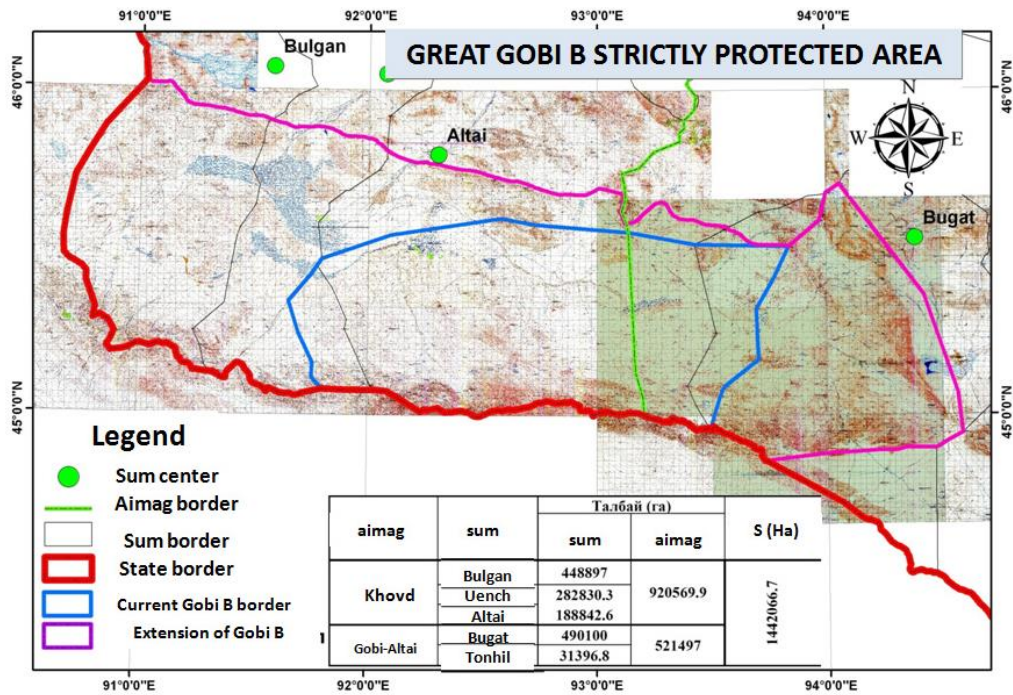 91°0'0"E 92°0'0"E 93°0'0"E 94°0'0"E
GREAT GOBI B STRICTLY PROTECTED AREA
Bulgan
46°0'0"N 46°0'0"N
N
W E
S
Altai
Bugat
45°0'0"N 45°0'0"N
Legend
Sum center
Aimag border
Sum border
State border
Current Gobi B border
Extension of Gobi B
aimag sum Талбай (га) S (Ha)
sum aimag
Khovd Bulgan 448897 920569.9 1442066.7
Uench 282830.3
Altai 188842.6
Gobi-Altai Bugat 490100 521497
Tonhil 31396.8
91°0'0"E 92°0'0"E 93°0'0"E 94°0'0"E